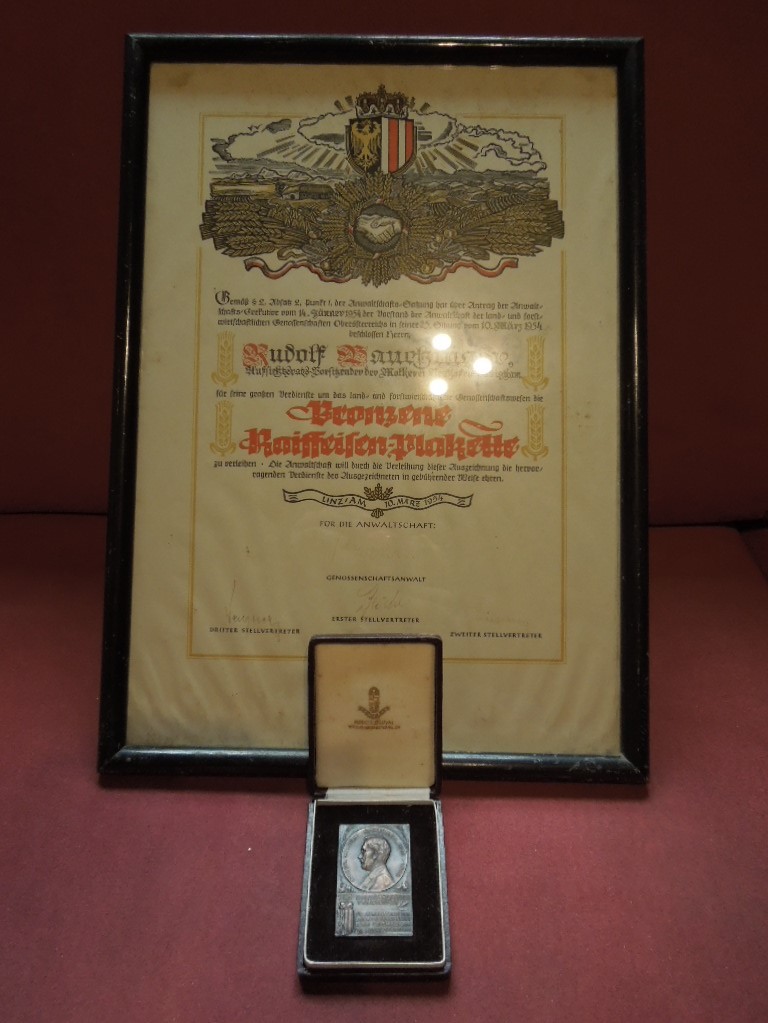 Gemäß § 2, Absatz 2, Punkt 1, der Anwaltschafts-Satzung hat über Antrag der Anwalt-
schafts-Exekutive vom 14. Jänner 1954 der Vorstand der Anwaltschaft der land- und forst-
wirtschaftlichen Genossenschaften Oberösterreichs in seiner 25. Sitzung vom 10. März 1954
beschlossen Herrn
Rudolf
Aufsichtsrats-Vorsitzender der Molkerei
für seine großen Verdienste um das land- und Genossenschaftswesen die
Bronzene
Raiffeisen-Plakette
zu verleihen · Die Anwaltschaft will durch die Verleihung dieser Auszeichnung die hervor-
ragenden Verdienste des Ausgezeichneten in gebührender Weise ehren.
LINZ/AM 10. MÄRZ 1954
FÜR DIE ANWALTSCHAFT:
GENOSSENSCHAFTSANWALT
ERSTER STELLVERTRETER
DRITTER STELLVERTRETER
ZWEITER STELLVERTRETER